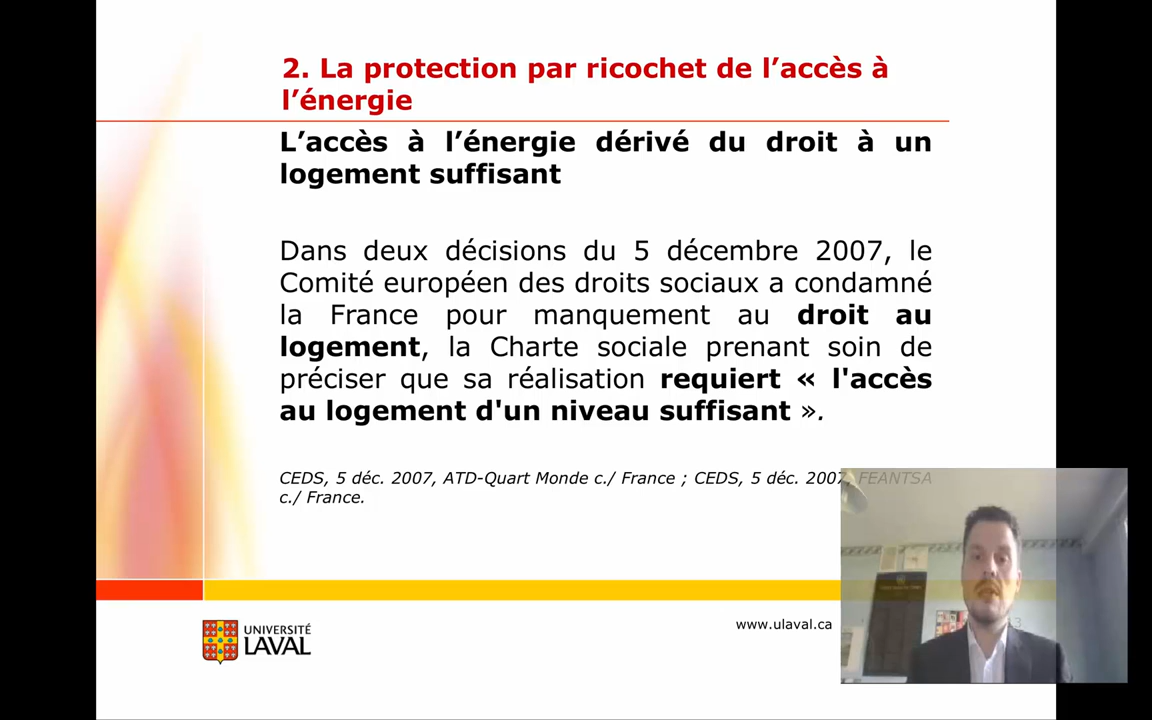 2. La protection par ricochet de l’accès à
l’énergie
L’accès à l’énergie dérivé du droit à un
logement suffisant
Dans deux décisions du 5 décembre 2007, le
Comité européen des droits sociaux a condamné
la France pour manquement au droit au
logement, la Charte sociale prenant soin de
préciser que sa réalisation requiert « l'accès
au logement d'un niveau suffisant ».
CEDS, 5 déc. 2007, ATD-Quart Monde c./ France ; CEDS, 5 déc. 2007, FEANTSA
c./ France.
UNIVERSITÉ
LAVAL
www.ulaval.ca